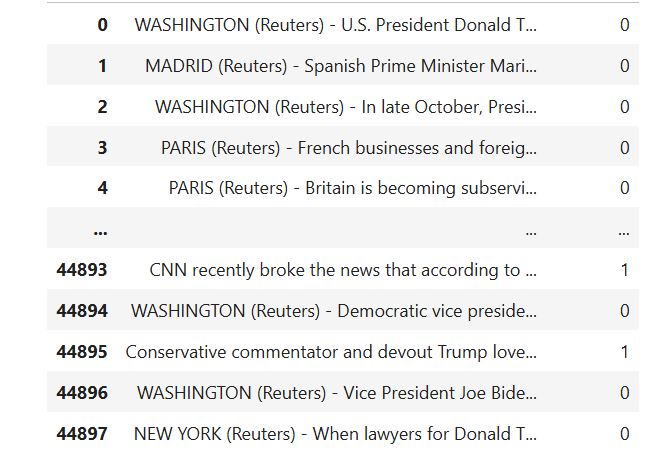 0 WASHINGTON (Reuters) - U.S. President Donald T... 0
1 MADRID (Reuters) - Spanish Prime Minister Mari... 0
2 WASHINGTON (Reuters) - In late October, Presi... 0
3 PARIS (Reuters) - French businesses and foreig... 0
4 PARIS (Reuters) - Britain is becoming subservi... 0
... ... ...
44893 CNN recently broke the news that according to ... 1
44894 WASHINGTON (Reuters) - Democratic vice preside... 0
44895 Conservative commentator and devout Trump love... 1
44896 WASHINGTON (Reuters) - Vice President Joe Bide... 0
44897 NEW YORK (Reuters) - When lawyers for Donald T... 0